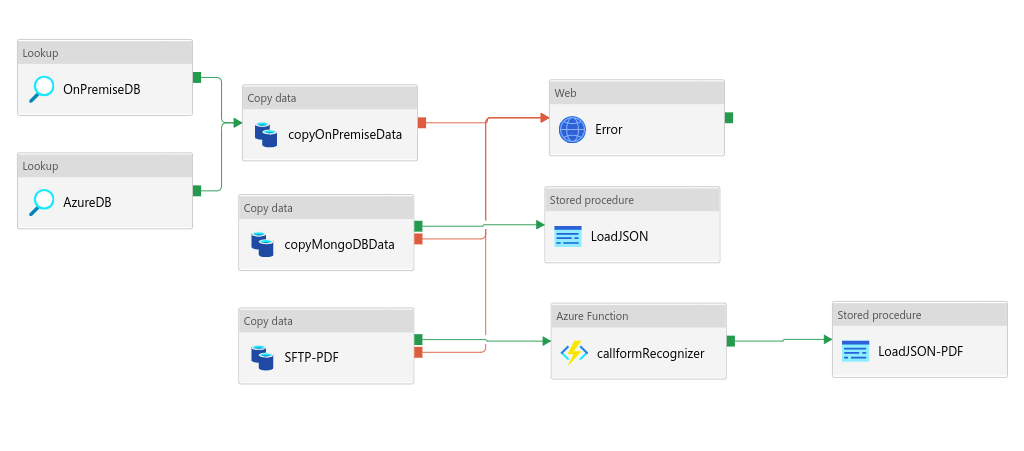 Lookup
OnPremiseDB
Copy data
copyOnPremiseData
Web
Error
Lookup
AzureDB
Copy data
copyMongoDBData
Stored procedure
LoadJSON
Copy data
SFTP-PDF
Azure Function
callformRecognizer
Stored procedure
LoadJSON-PDF